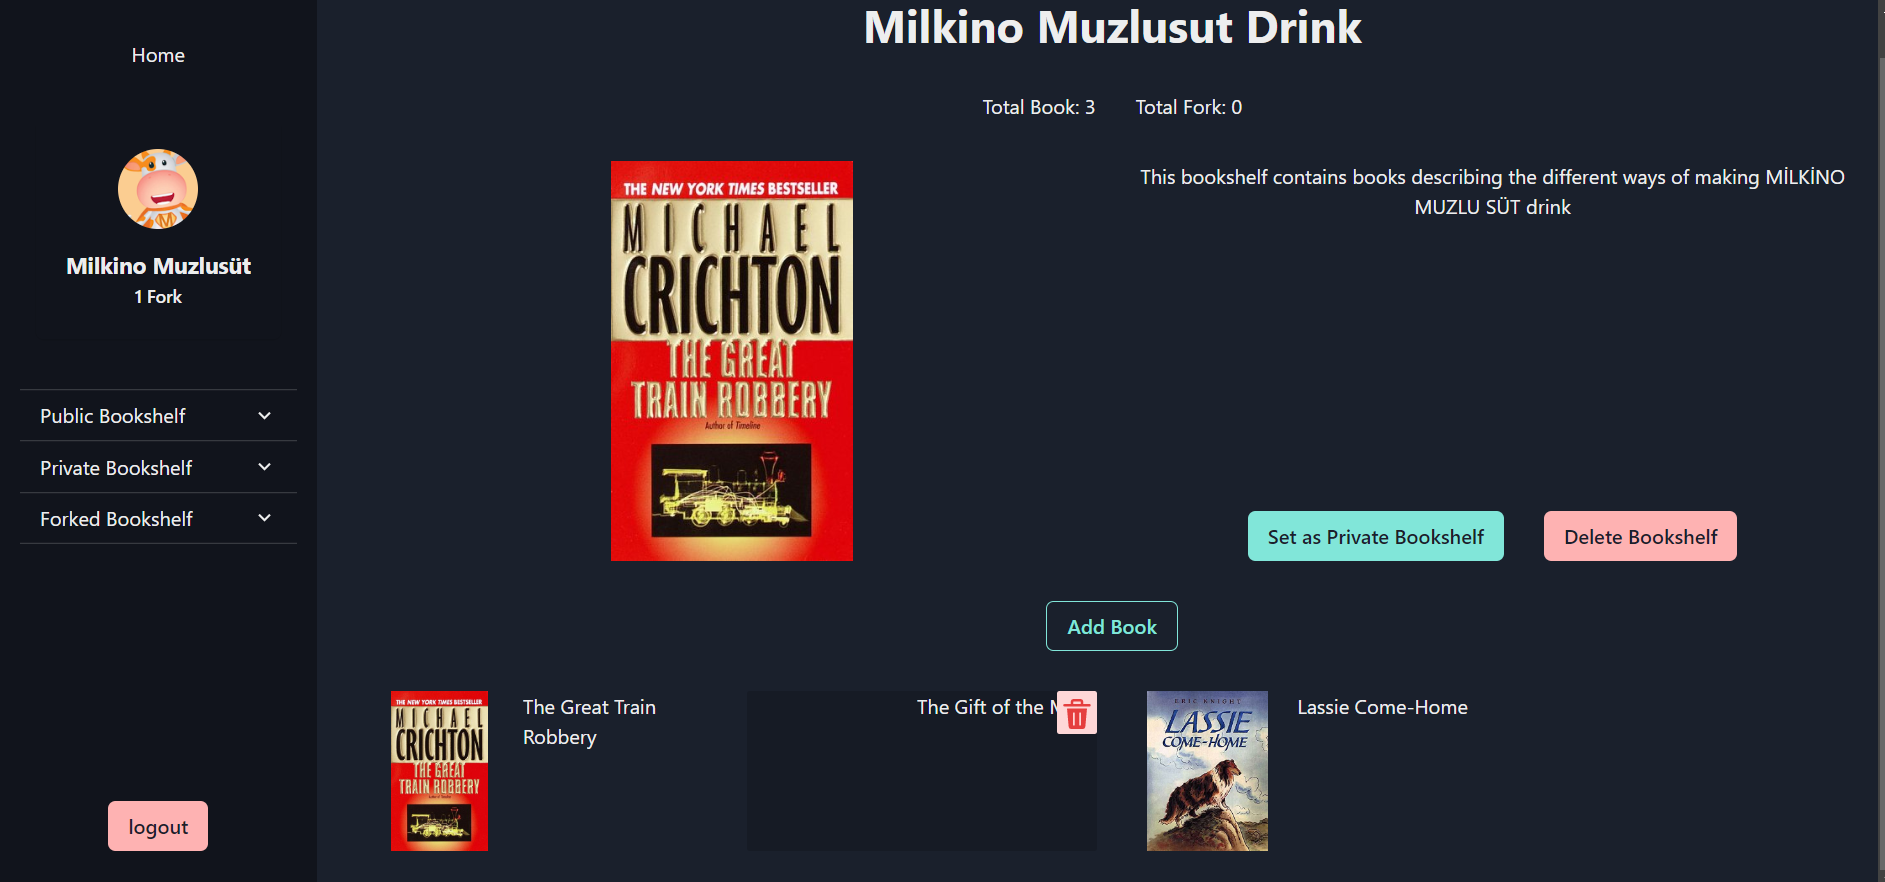 Home
Milkino Muzlusüt
1 Fork
Public Bookshelf
Private Bookshelf
Forked Bookshelf
logout
Milkino Muzlusut Drink
Total Book: 3 Total Fork: 0
THE NEW YORK TIMES BESTSELLER
MICHAEL
CRICHTON
THE GREAT
TRAIN ROBBERY
Author of Timeline
This bookshelf contains books describing the different ways of making MİLKİNO
MUZLU SÜT drink
Set as Private Bookshelf
Delete Bookshelf
Add Book
THE NEW YORK TIMES BESTSELLER
MICHAEL
CRICHTON
THE GREAT
TRAIN ROBBERY
The Great Train
Robbery
The Gift of the
ERIC KNIGHT
LASSIE
COME-HOME
Lassie Come-Home